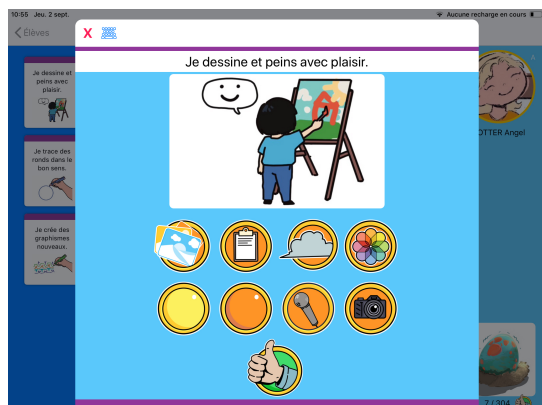 10:55 Jeu. 2 sept.
Aucune recharge en cours
Élèves
X
Je dessine et peins avec plaisir.
Je dessine et
peins avec
plaisir.
Je trace des
ronds dans le
bon sens.
Je crée des
graphismes
nouveaux.
OTTER Angel
7 / 304